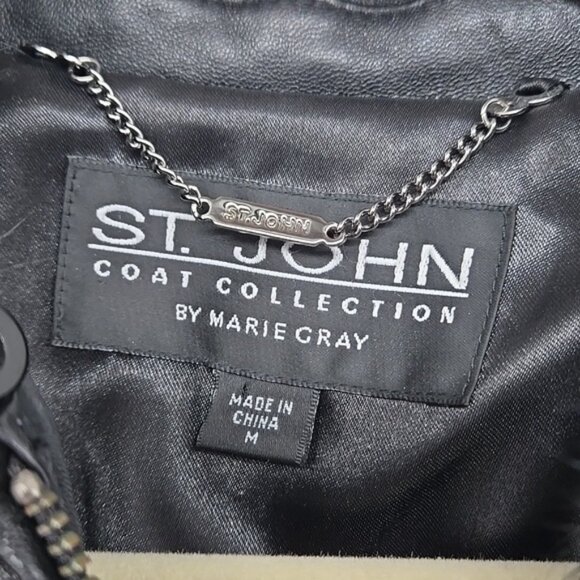 ST. JOHN
ST. JOHN
COAT COLLECTION
BY MARIE GRAY
MADE IN
CHINA
M